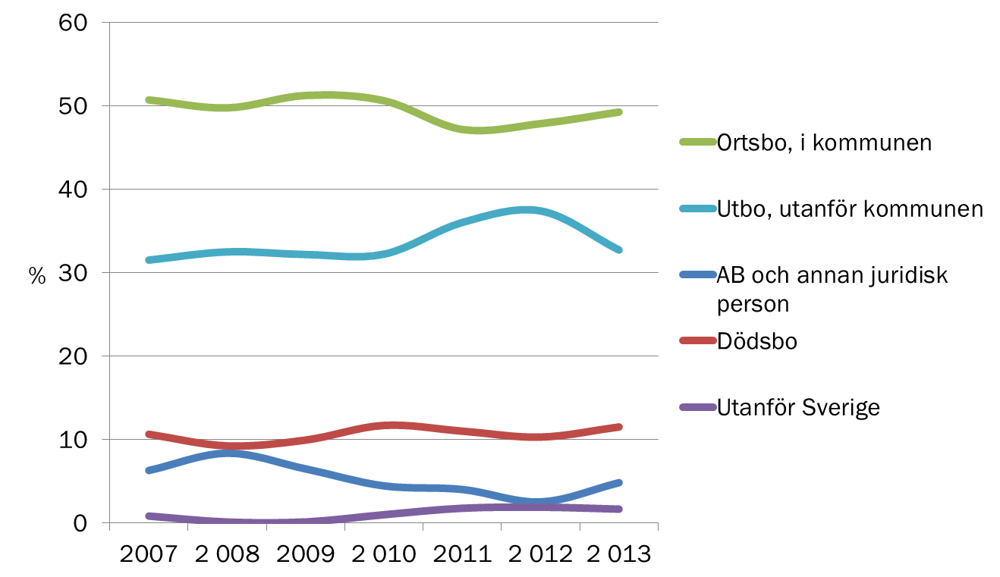 60
50
40
% 30
20
10
0
2007 2 008 2009 2 010 2011 2 012 2 013
Ortsbo, i kommunen
Utbo, utanför kommunen
AB och annan juridisk
person
Dödsbo
Utanför Sverige